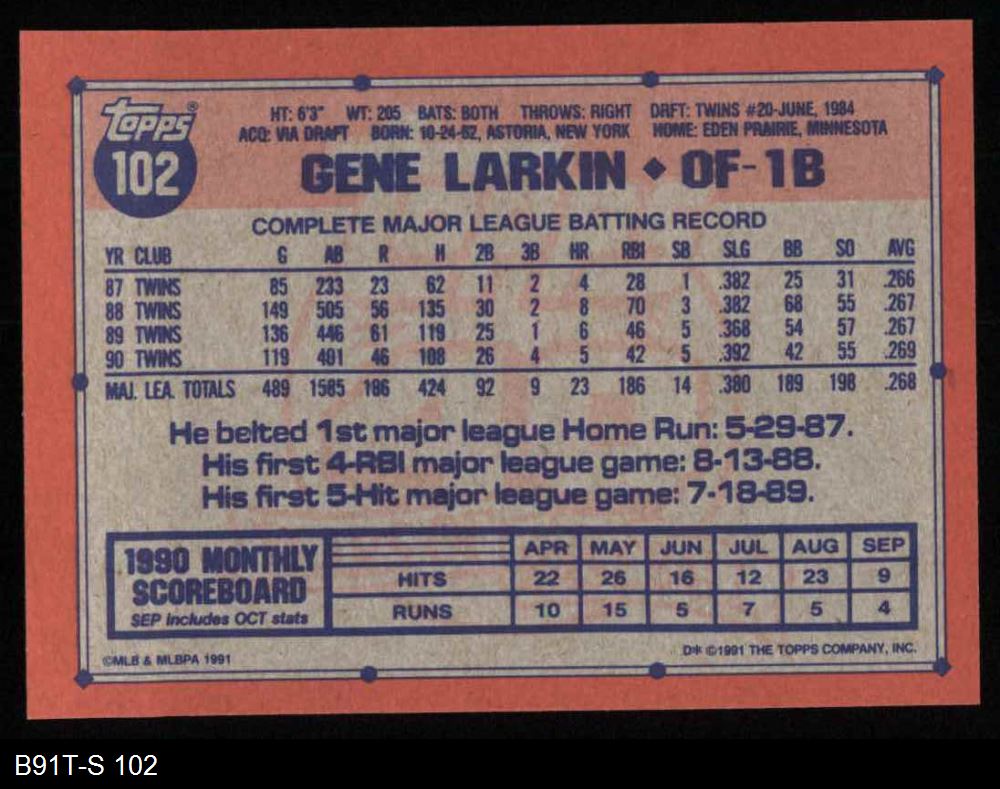 topps®
102
HT: 6'3" WT: 205 BATS: BOTH THROWS: RIGHT DRFT: TWINS #20-JUNE, 1984
ACQ: VIA DRAFT BORN: 10-24-62, ASTORIA, NEW YORK HOME: EDEN PRAIRIE, MINNESOTA
GENE LARKIN ♦ OF-1B
COMPLETE MAJOR LEAGUE BATTING RECORD
YR CLUB G AB R H 2B 3B HR RBI SB SLG BB SO AVG
87 TWINS 85 233 23 62 11 2 4 28 1 .382 25 31 .266
88 TWINS 149 505 56 135 30 2 8 70 3 .382 68 55 .267
89 TWINS 136 446 61 119 25 1 6 46 5 .368 54 57 .267
90 TWINS 119 401 46 108 26 4 5 42 5 .392 42 55 .269
MAJ. LEA. TOTALS 489 1585 186 424 92 9 23 186 14 .380 189 198 .268
He belted 1st major league Home Run: 5-29-87.
His first 4-RBI major league game: 8-13-88.
His first 5-Hit major league game: 7-18-89.
1990 MONTHLY
SCOREBOARD
SEP includes OCT stats
APR MAY JUN JUL AUG SEP
HITS 22 26 16 12 23 9
RUNS 10 15 5 7 5 4
©MLB & MLBPA 1991
D* ©1991 THE TOPPS COMPANY, INC.
B91T-S 102